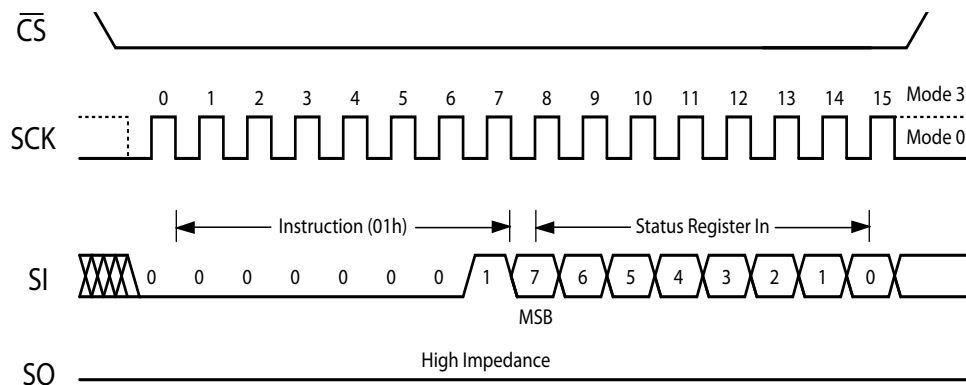 CS
0 1 2 3 4 5 6 7 8 9 10 11 12 13 14 15 Mode 3
SCK
Mode 0
Instruction (01h) Status Register In
SI 0 0 0 0 0 0 0 1 7 6 5 4 3 2 1 0
MSB
High Impedance
SO